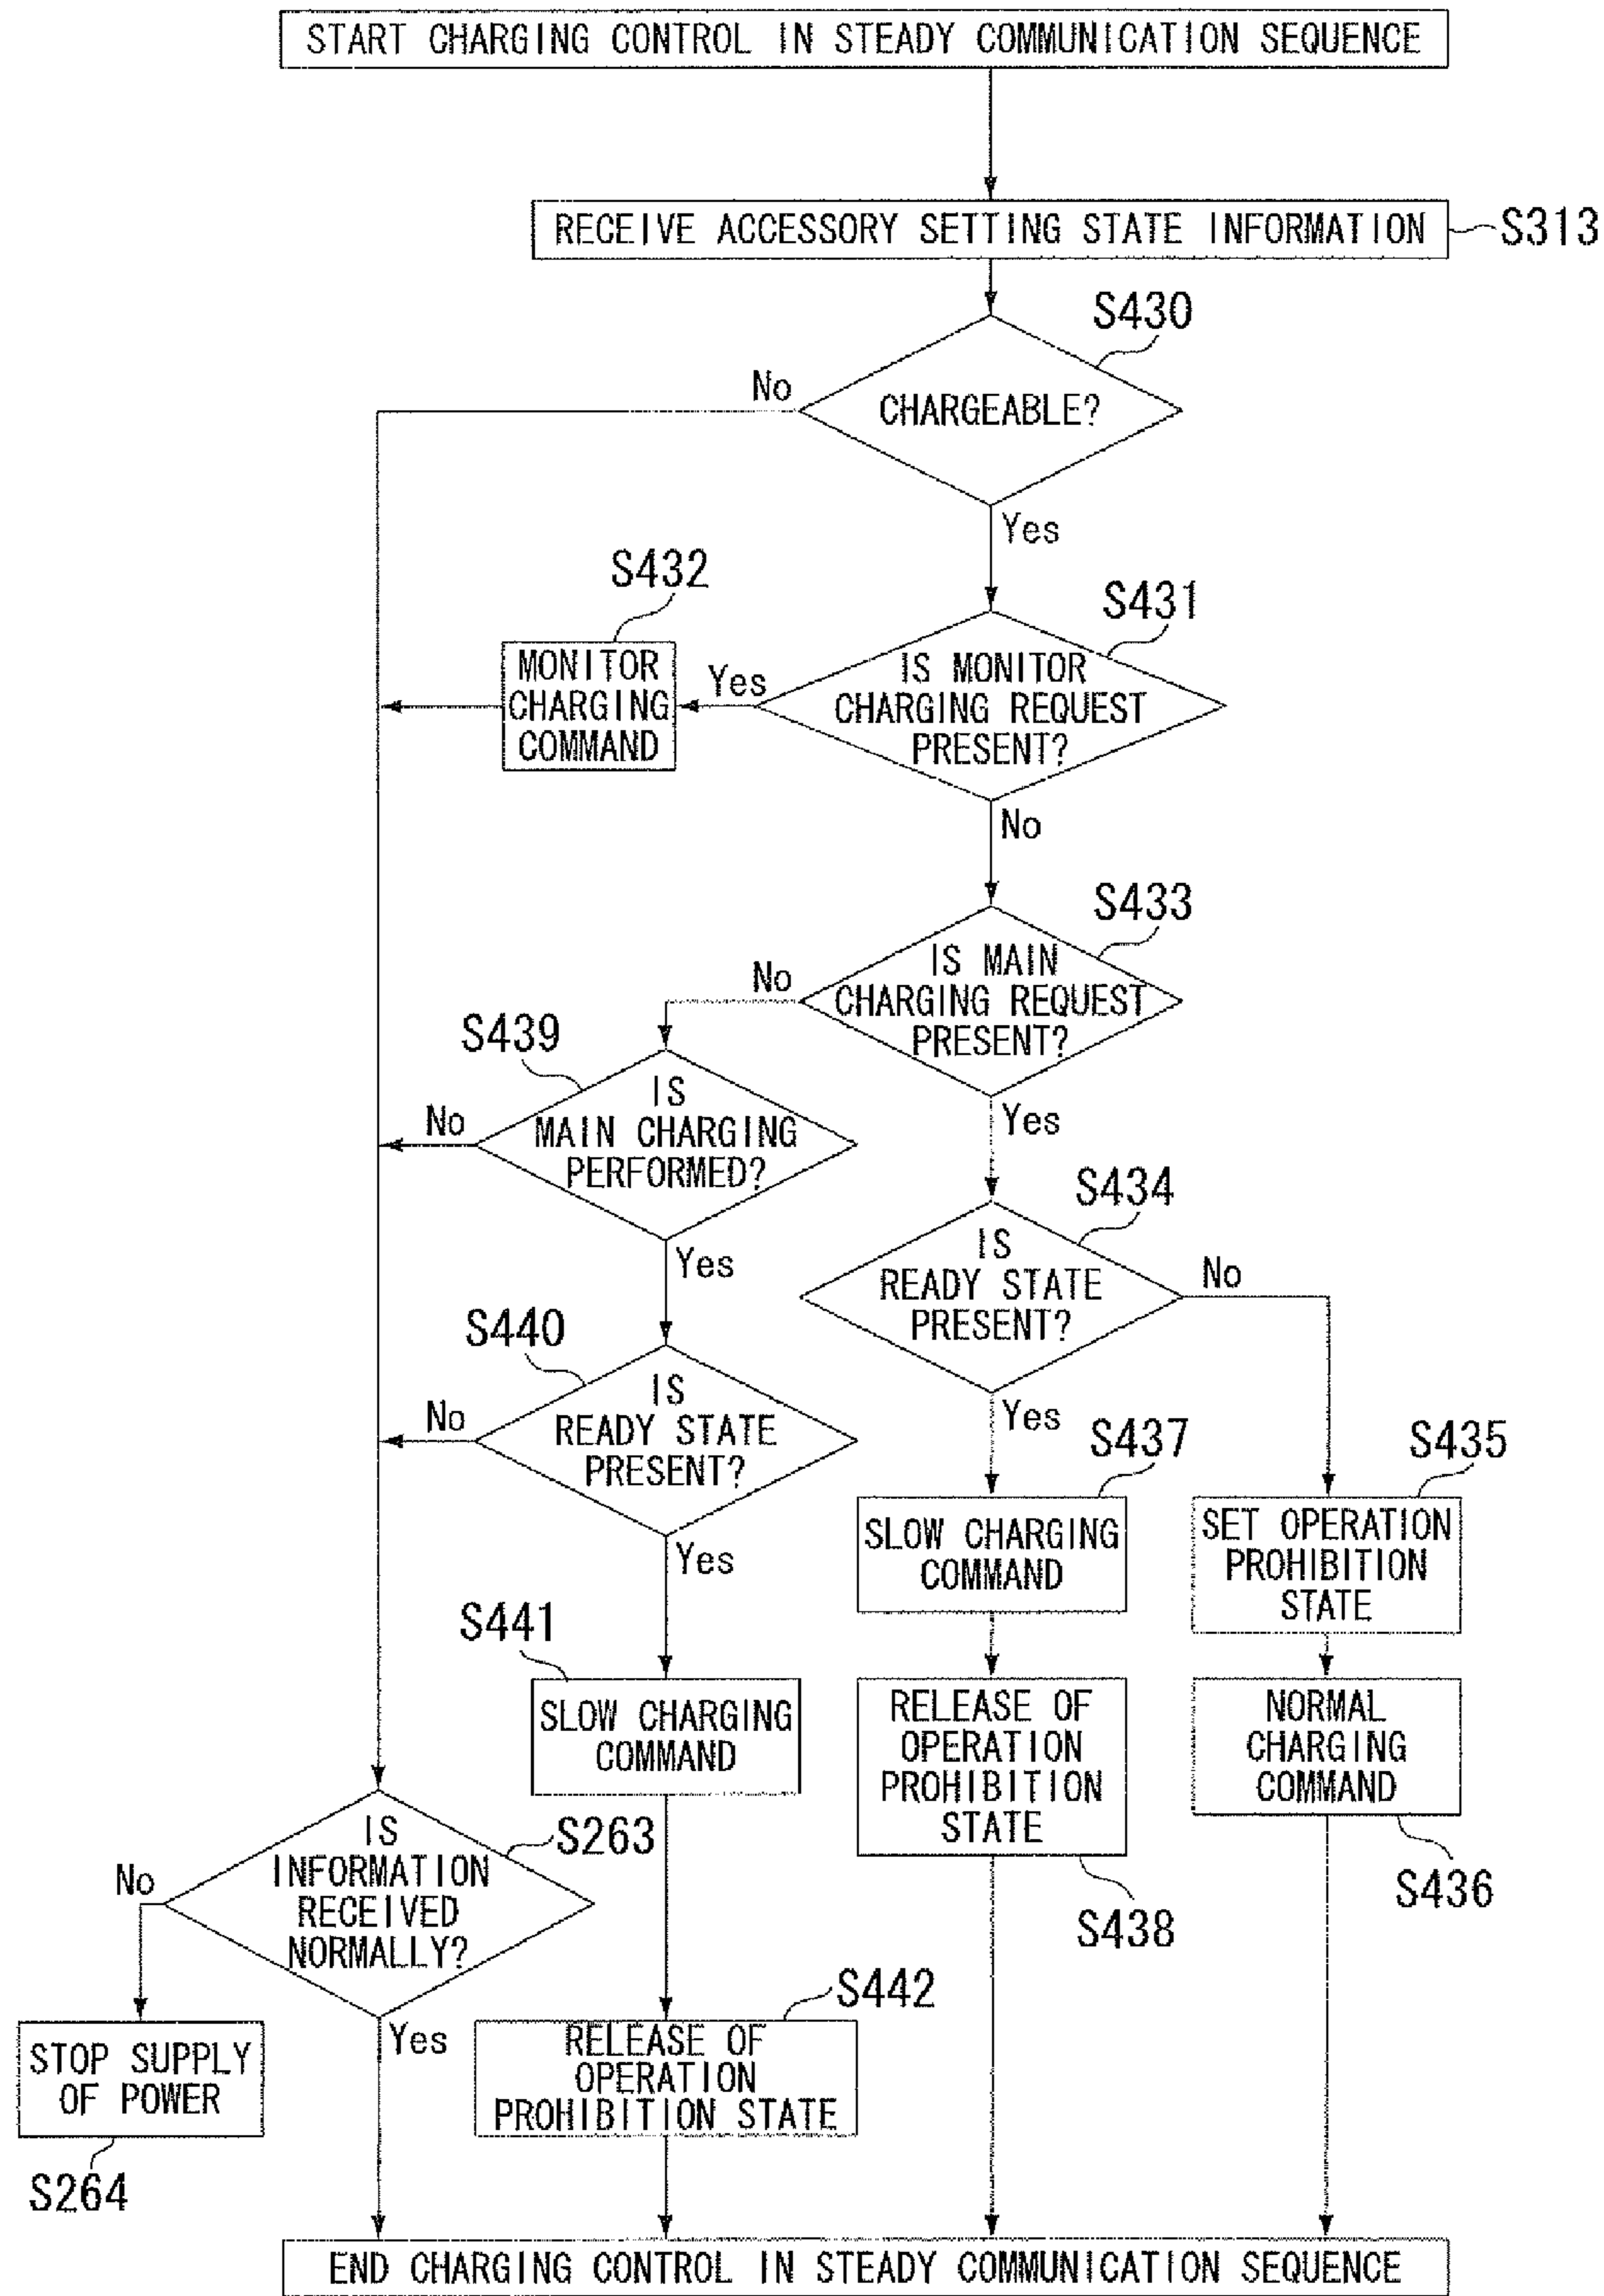 START CHARGING CONTROL IN STEADY COMMUNICATION SEQUENCE
RECEIVE ACCESSORY SETTING STATE INFORMATION
S313
S430
No
CHARGEABLE?
Yes
S432
S431
MONITOR
CHARGING
COMMAND
Yes
IS MONITOR
CHARGING REQUEST
PRESENT?
No
S433
No
IS MAIN
CHARGING REQUEST
PRESENT?
S439
Yes
IS
MAIN CHARGING
PERFORMED?
No
Yes
S434
IS
READY STATE
PRESENT?
No
Yes
S440
IS
READY STATE
PRESENT?
No
Yes
S437
SLOW CHARGING
COMMAND
S435
SET OPERATION
PROHIBITION
STATE
S441
SLOW CHARGING
COMMAND
RELEASE OF
OPERATION
PROHIBITION
STATE
S438
NORMAL
CHARGING
COMMAND
S436
IS
INFORMATION
RECEIVED
NORMALLY?
S263
No
Yes
STOP SUPPLY
OF POWER
S264
S442
RELEASE OF
OPERATION
PROHIBITION STATE
END CHARGING CONTROL IN STEADY COMMUNICATION SEQUENCE